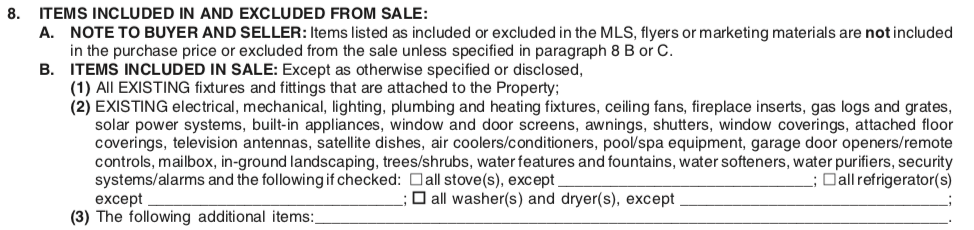 8. ITEMS INCLUDED IN AND EXCLUDED FROM SALE:
A. NOTE TO BUYER AND SELLER: Items listed as included or excluded in the MLS, flyers or marketing materials are not included
in the purchase price or excluded from the sale unless specified in paragraph 8 B or C.
B. ITEMS INCLUDED IN SALE: Except as otherwise specified or disclosed,
(1) All EXISTING fixtures and fittings that are attached to the Property;
(2) EXISTING electrical, mechanical, lighting, plumbing and heating fixtures, ceiling fans, fireplace inserts, gas logs and grates,
solar power systems, built-in appliances, window and door screens, awnings, shutters, window coverings, attached floor
coverings, television antennas, satellite dishes, air coolers/conditioners, pool/spa equipment, garage door openers/remote
controls, mailbox, in-ground landscaping, trees/shrubs, water features and fountains, water softeners, water purifiers, security
systems/alarms and the following if checked: ☐ all stove(s), except ______________________________; ☐ all refrigerator(s)
except ______________________________; ☐ all washer(s) and dryer(s), except ______________________________;
(3) The following additional items:____________________________________________________________.